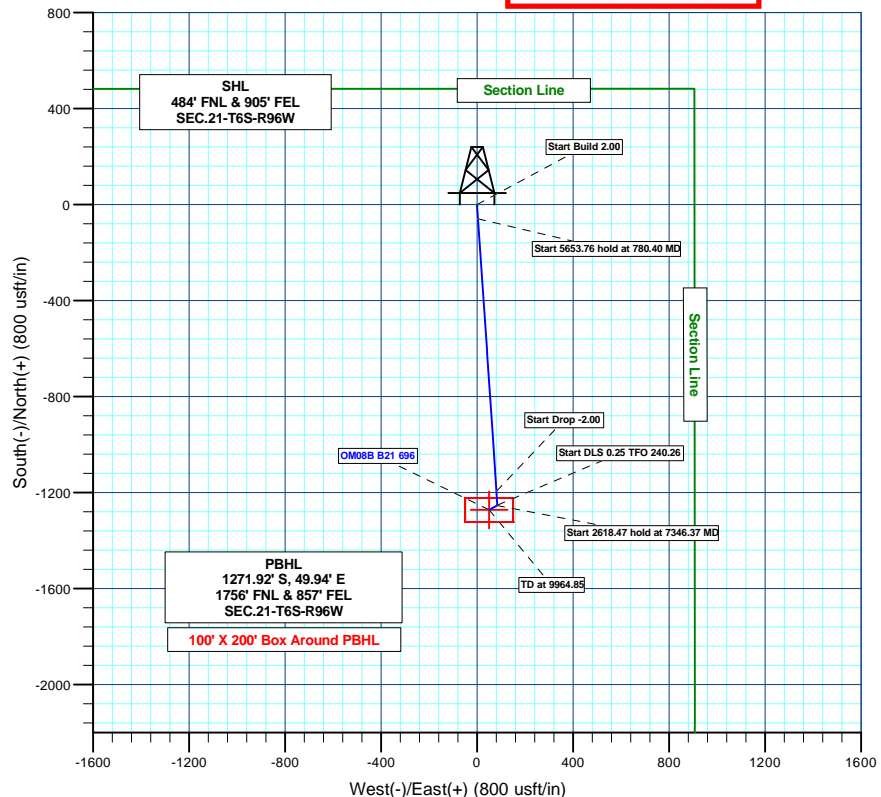 800
400
0
-400
-800
-1200
-1600
-2000
South(-)/North(+) (800 usft/in)
SHL
484' FNL & 905' FEL
SEC.21-T6S-R96W
Section Line
Start Build 2.00
Start 5653.76 hold at 780.40 MD
Section Line
Start Drop -2.00
OM08B B21 696
Start DLS 0.25 TFO 240.26
Start 2618.47 hold at 7346.37 MD
TD at 9964.85
PBHL
1271.92' S, 49.94' E
1756' FNL & 857' FEL
SEC.21-T6S-R96W
100' X 200' Box Around PBHL
-1600 -1200 -800 -400 0 400 800 1200 1600
West(-)/East(+) (800 usft/in)